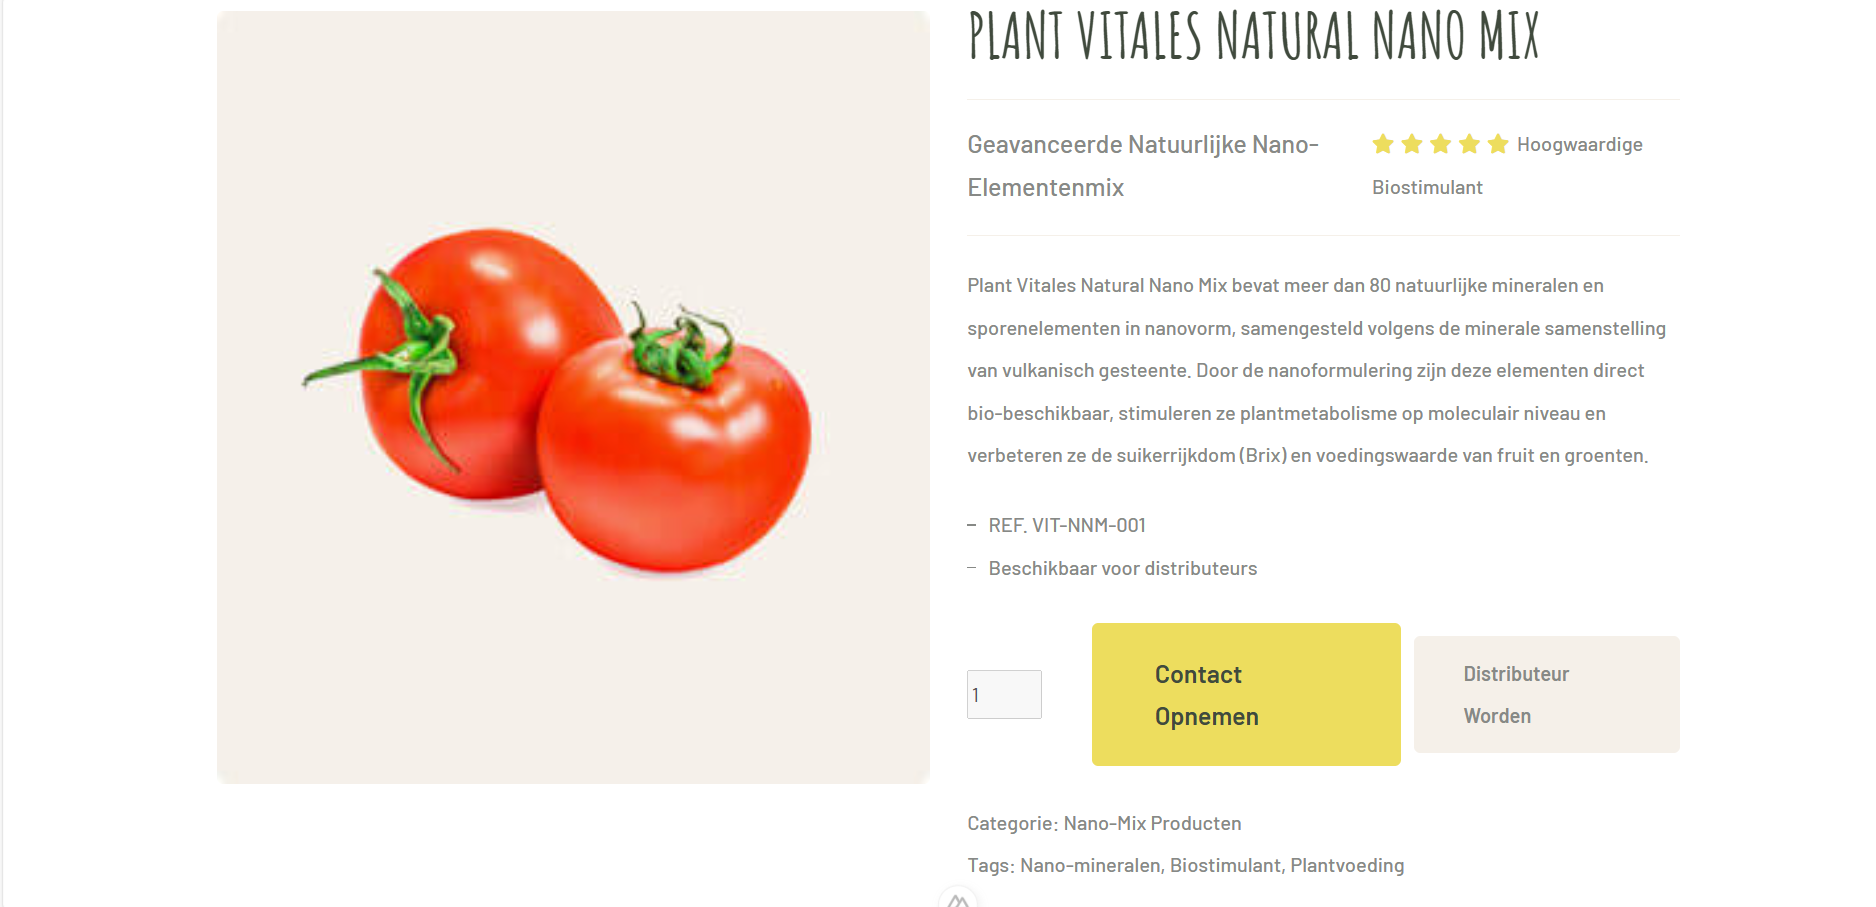 PLANT VITALES NATURAL NANO MIX
Geavanceerde Natuurlijke Nano-
Elementenmix
Hoogwaardige
Biostimulant
Plant Vitales Natural Nano Mix bevat meer dan 80 natuurlijke mineralen en
sporenelementen in nanovorm, samengesteld volgens de minerale samenstelling
van vulkanisch gesteente. Door de nanoformulering zijn deze elementen direct
bio-beschikbaar, stimuleren ze plantmetabolisme op moleculair niveau en
verbeteren ze de suikerrijkdom (Brix) en voedingswaarde van fruit en groenten.
– REF. VIT-NNM-001
– Beschikbaar voor distributeurs
1
Contact
Opnemen
Distributeur
Worden
Categorie: Nano-Mix Producten
Tags: Nano-mineralen, Biostimulant, Plantvoeding